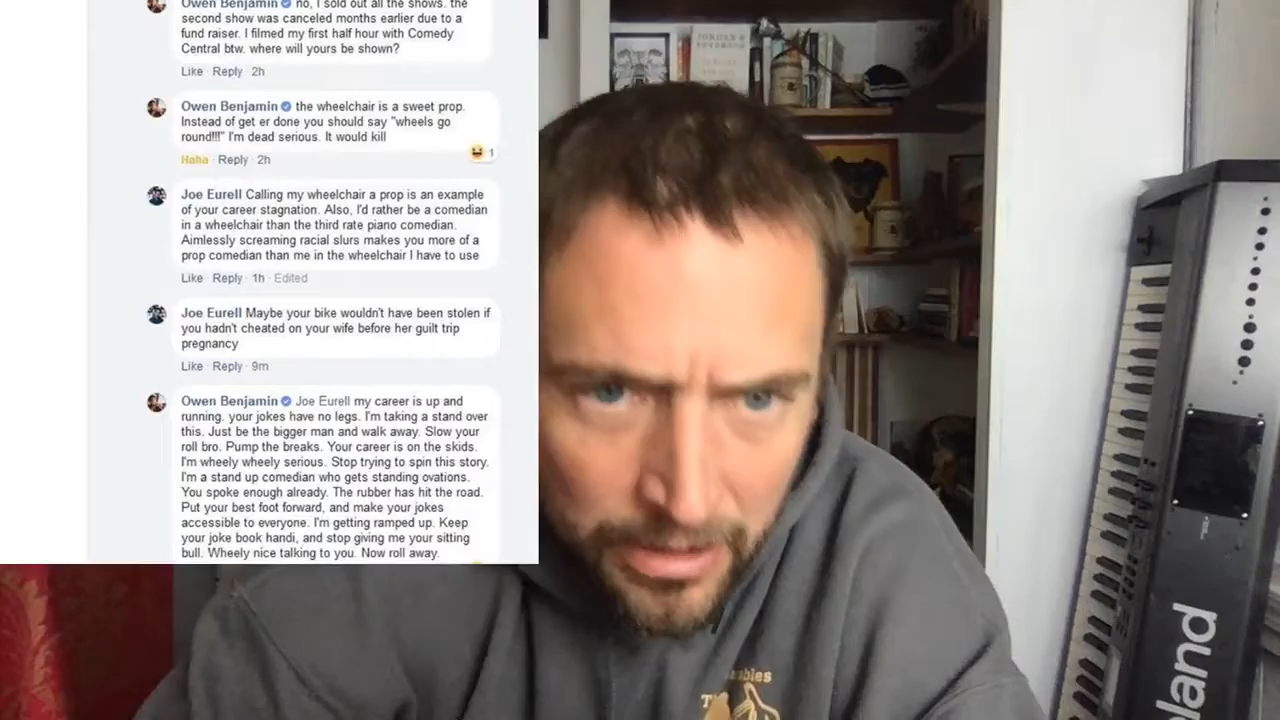 Owen Benjamin no, I sold out all the shows. the
second show was canceled months earlier due to a
fund raiser. I filmed my first half hour with Comedy
Central btw. where will yours be shown?
Like · Reply · 2h
Owen Benjamin the wheelchair is a sweet prop.
Instead of get er done you should say "wheels go
round!!!" I'm dead serious. It would kill
1
Haha · Reply · 2h
Joe Eurell Calling my wheelchair a prop is an example
of your career stagnation. Also, I'd rather be a comedian
in a wheelchair than the third rate piano comedian.
Aimlessly screaming racial slurs makes you more of a
prop comedian than me in the wheelchair I have to use
Like · Reply · 1h · Edited
Joe Eurell Maybe your bike wouldn't have been stolen if
you hadn't cheated on your wife before her guilt trip
pregnancy
Like · Reply · 9m
Owen Benjamin Joe Eurell my career is up and
running. your jokes have no legs. I'm taking a stand over
this. Just be the bigger man and walk away. Slow your
roll bro. Pump the breaks. Your career is on the skids.
I'm wheely wheely serious. Stop trying to spin this story.
I'm a stand up comedian who gets standing ovations.
You spoke enough already. The rubber has hit the road.
Put your best foot forward, and make your jokes
accessible to everyone. I'm getting ramped up. Keep
your joke book handi, and stop giving me your sitting
bull. Wheely nice talking to you. Now roll away.
JORDAN B
PETERSON
land